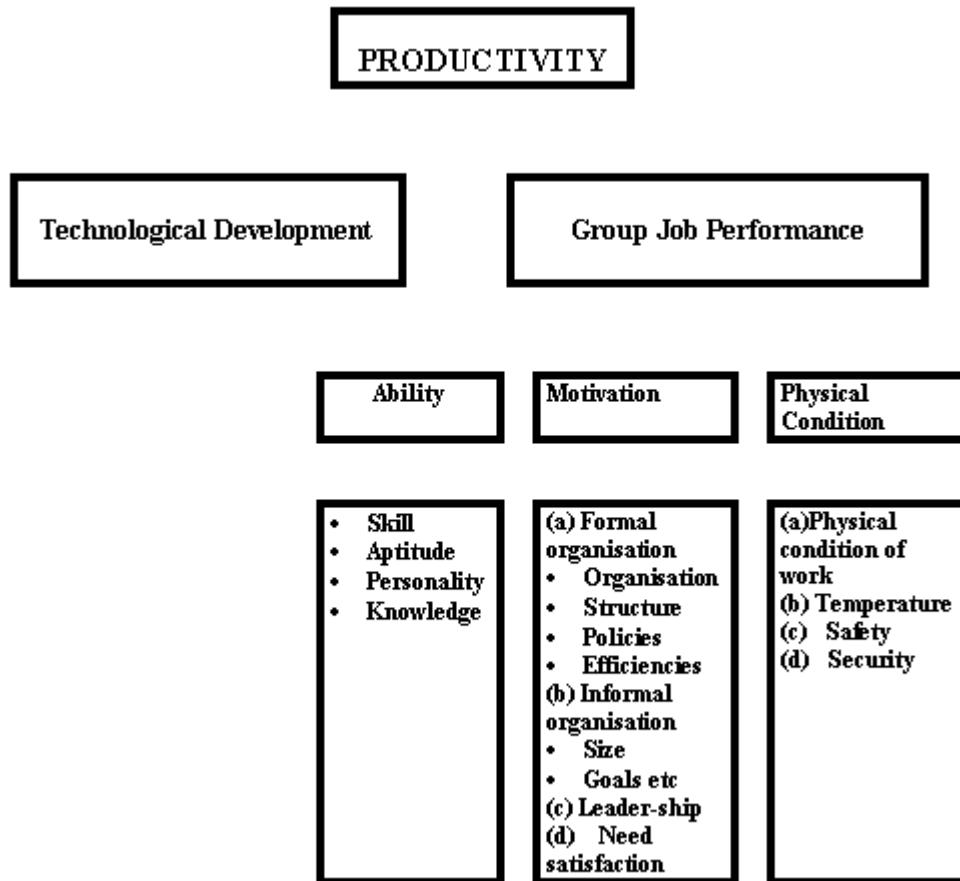 PRODUCTIVITY
Technological Development
Group Job Performance
Ability
Motivation
Physical
Condition
• Skill
• Aptitude
• Personality
• Knowledge
(a) Formal
organisation
• Organisation
• Structure
• Policies
• Efficiencies
(b) Informal
organisation
• Size
• Goals etc
(c) Leader-ship
(d) Need
satisfaction
(a)Physical
condition of
work
(b) Temperature
(c) Safety
(d) Security